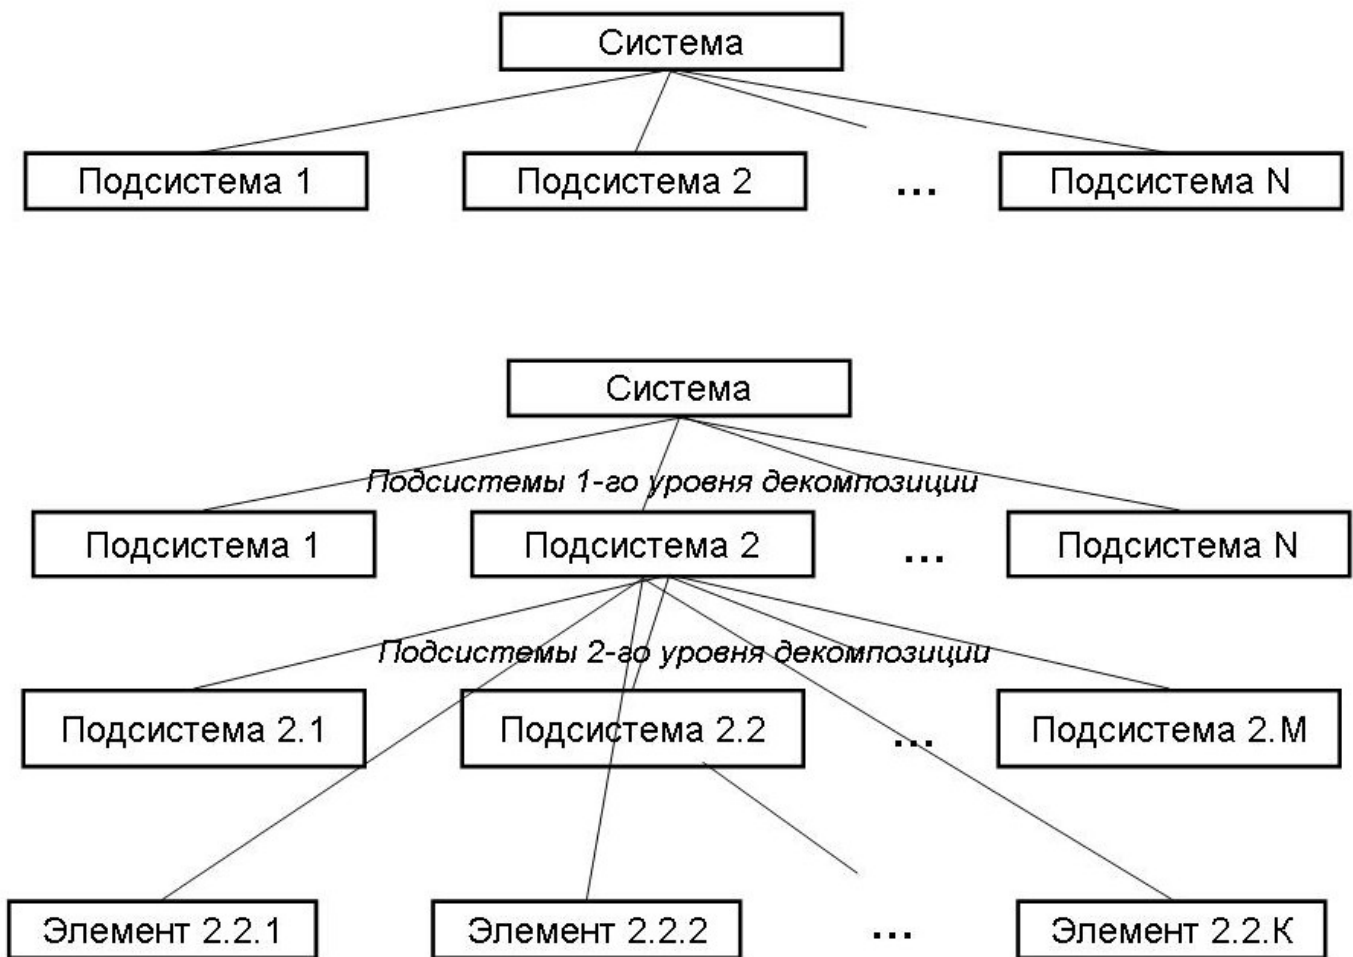 Система
Подсистема 1
Подсистема 2
...
Подсистема N
Система
Подсистемы 1-го уровня декомпозиции
Подсистема 1
Подсистема 2
...
Подсистема N
Подсистемы 2-го уровня декомпозиции
Подсистема 2.1
Подсистема 2.2
...
Подсистема 2.М
Элемент 2.2.1
Элемент 2.2.2
...
Элемент 2.2.К